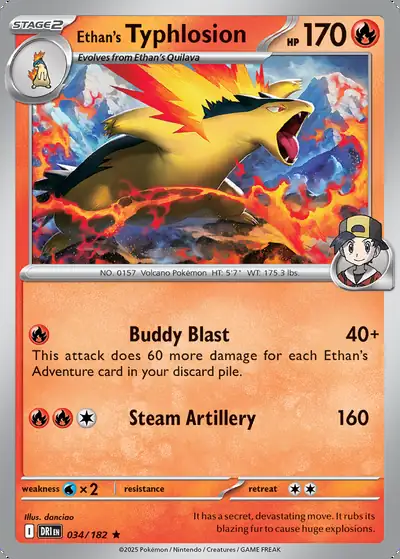 STAGE2 Ethan's Typhlosion HP 170
Evolves from Ethan's Quilava
NO. 0157 Volcano Pokémon HT: 5'7" WT: 175.3 lbs.
Buddy Blast 40+
This attack does 60 more damage for each Ethan's
Adventure card in your discard pile.
Steam Artillery 160
weakness ×2 resistance retreat
Illus. danciao
I DRI EN 034/182 ★
It has a secret, devastating move. It rubs its
blazing fur to cause huge explosions.
©2025 Pokémon / Nintendo / Creatures / GAME FREAK